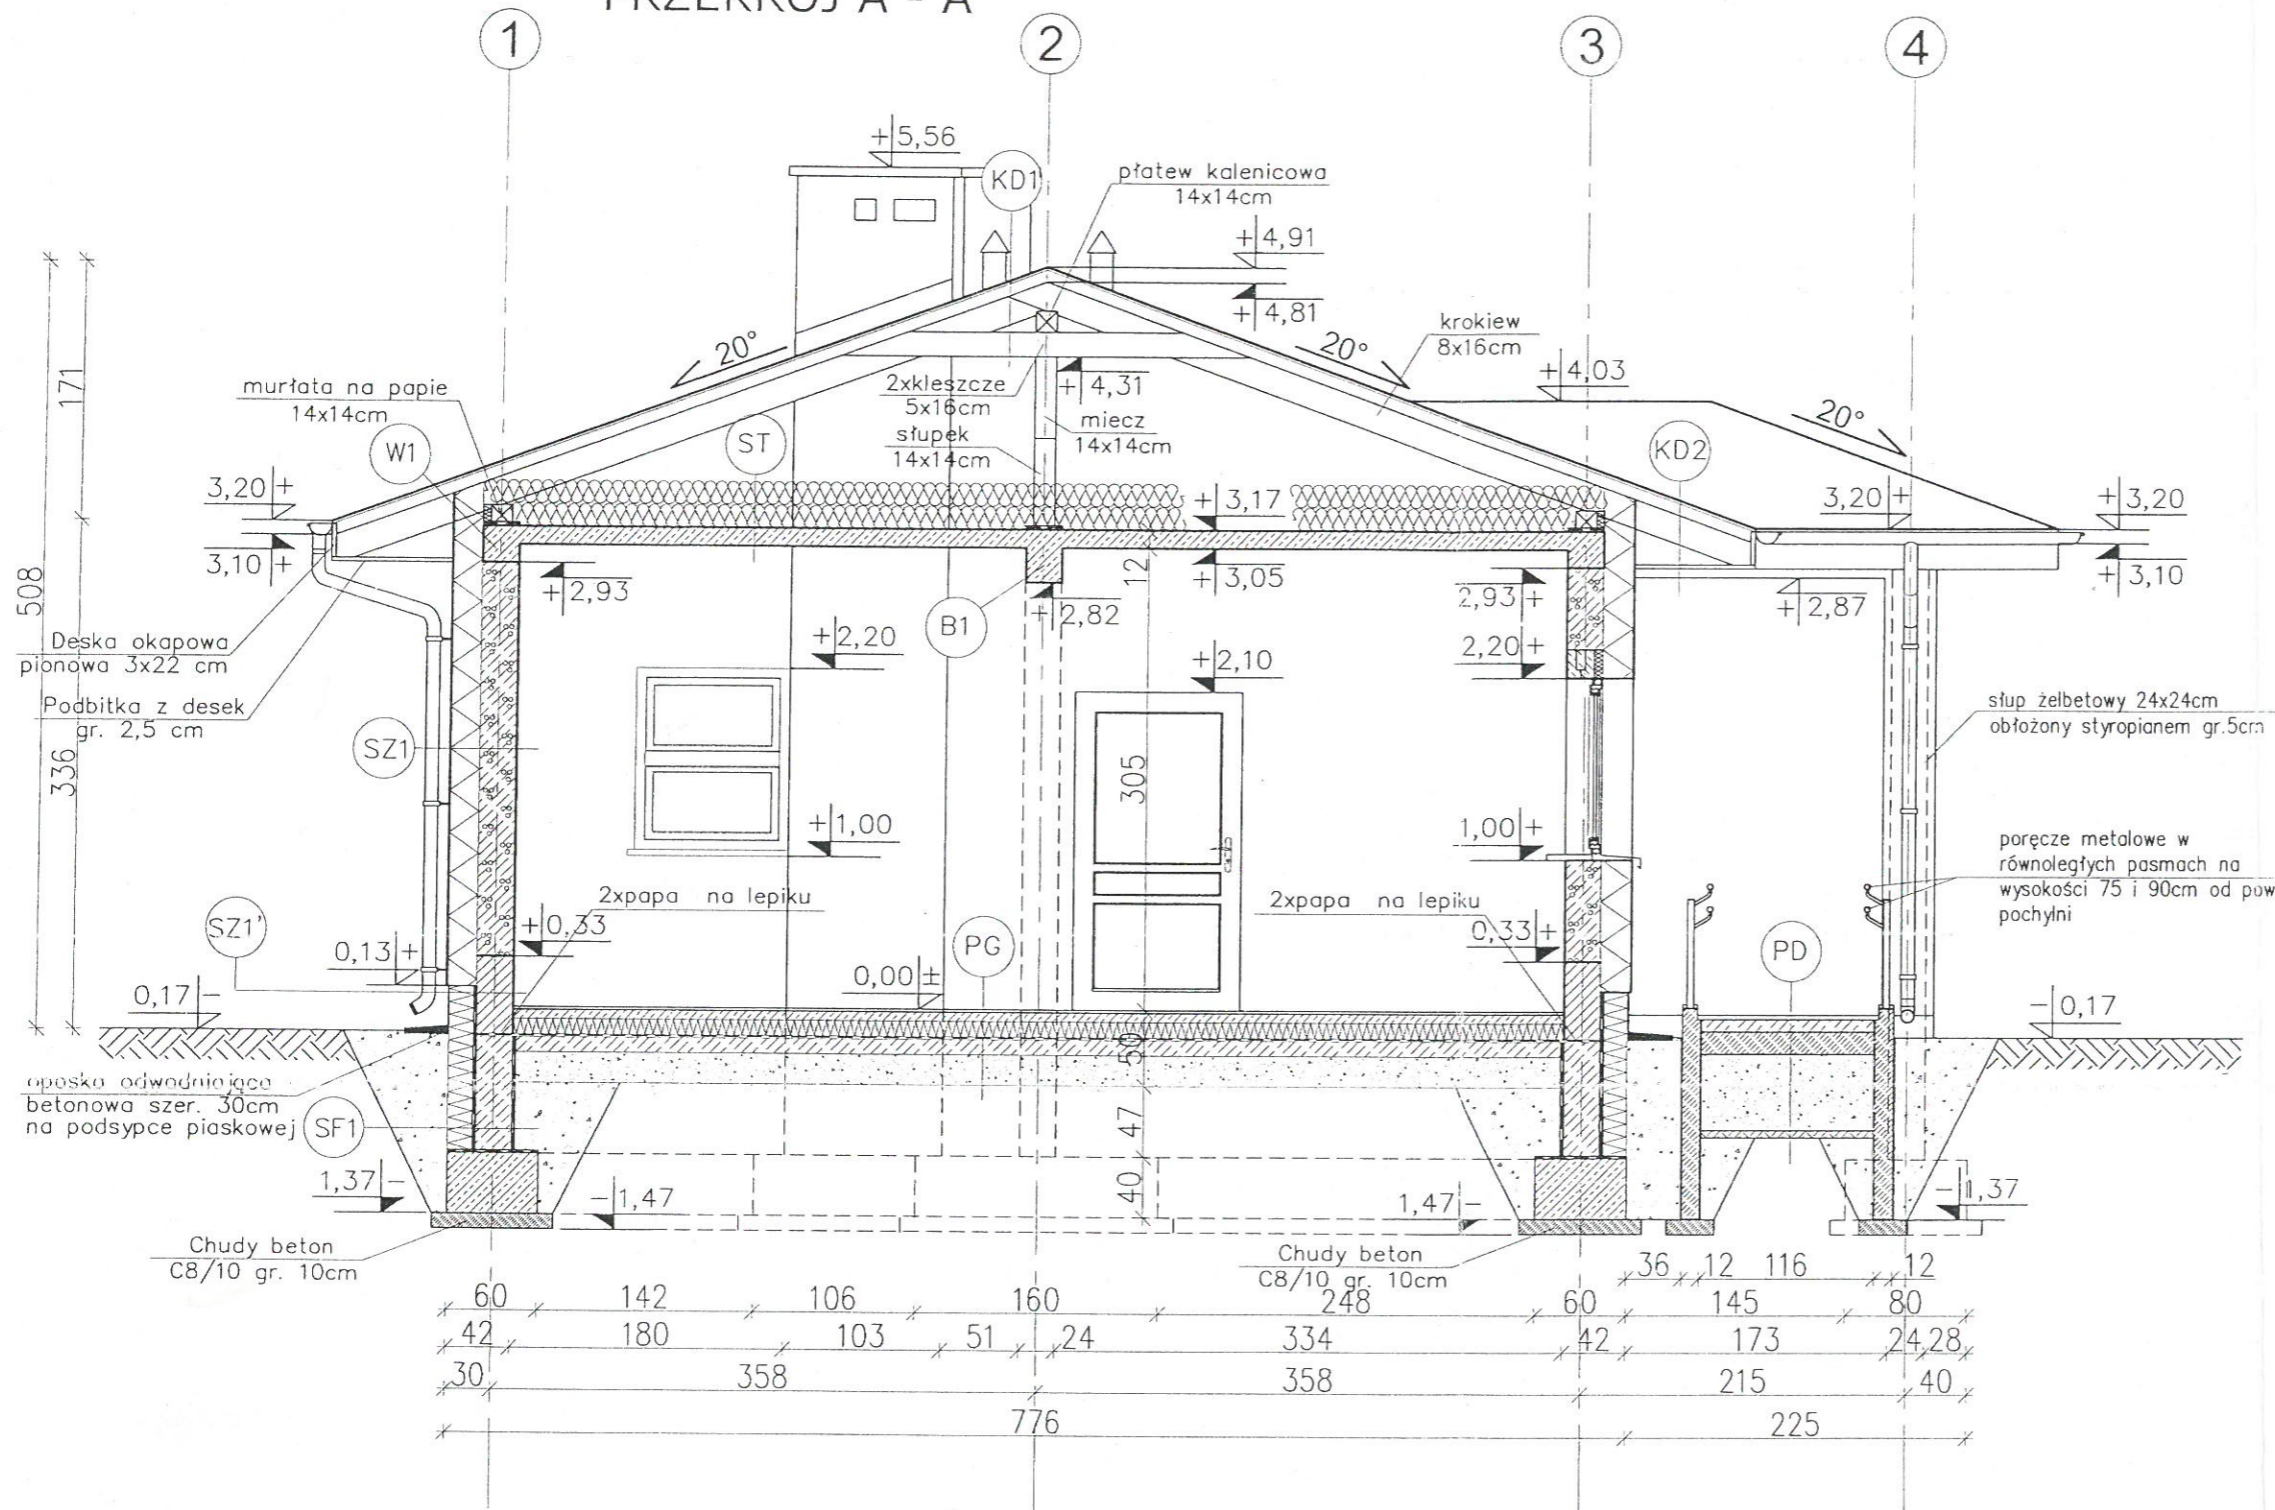 PRZEKRÓJ A - A
1
2
3
4
+5,56
KD1
płatew kalenicowa
14x14cm
+4,91
+4,81
krokiew
8x16cm
20°
20°
+4,03
20°
171
murłata na papie
14x14cm
2xkleszcze
5x16cm
+4,31
miecz
14x14cm
słupek
14x14cm
W1
ST
KD2
3,20+
3,10+
+3,17
+3,05
12
3,20+
+3,20
+3,10
508
+2,93
2,93+
+2,82
+2,87
B1
Deska okapowa
pionowa 3x22 cm
+2,20
2,20+
+2,10
Podbitka z desek
gr. 2,5 cm
słup żelbetowy 24x24cm
obłożony styropianem gr.5cm
SZ1
336
305
+1,00
1,00+
poręcze metalowe w
równoległych pasmach na
wysokości 75 i 90cm od pow
pochylni
2xpapa na lepiku
2xpapa na lepiku
SZ1'
+0,33
0,33+
0,13+
PG
PD
0,00±
0,17-
-0,17
50
opaska odwadniająca
betonowa szer. 30cm
na podsypce piaskowej
SF1
47
40
1,37-
-1,47
1,47-
-1,37
Chudy beton
C8/10 gr. 10cm
Chudy beton
C8/10 gr. 10cm
36 12 116 12
60 142 106 160 248 60 145 80
42 180 103 51 24 334 42 173 24 28
30 358 358 215 40
776 225